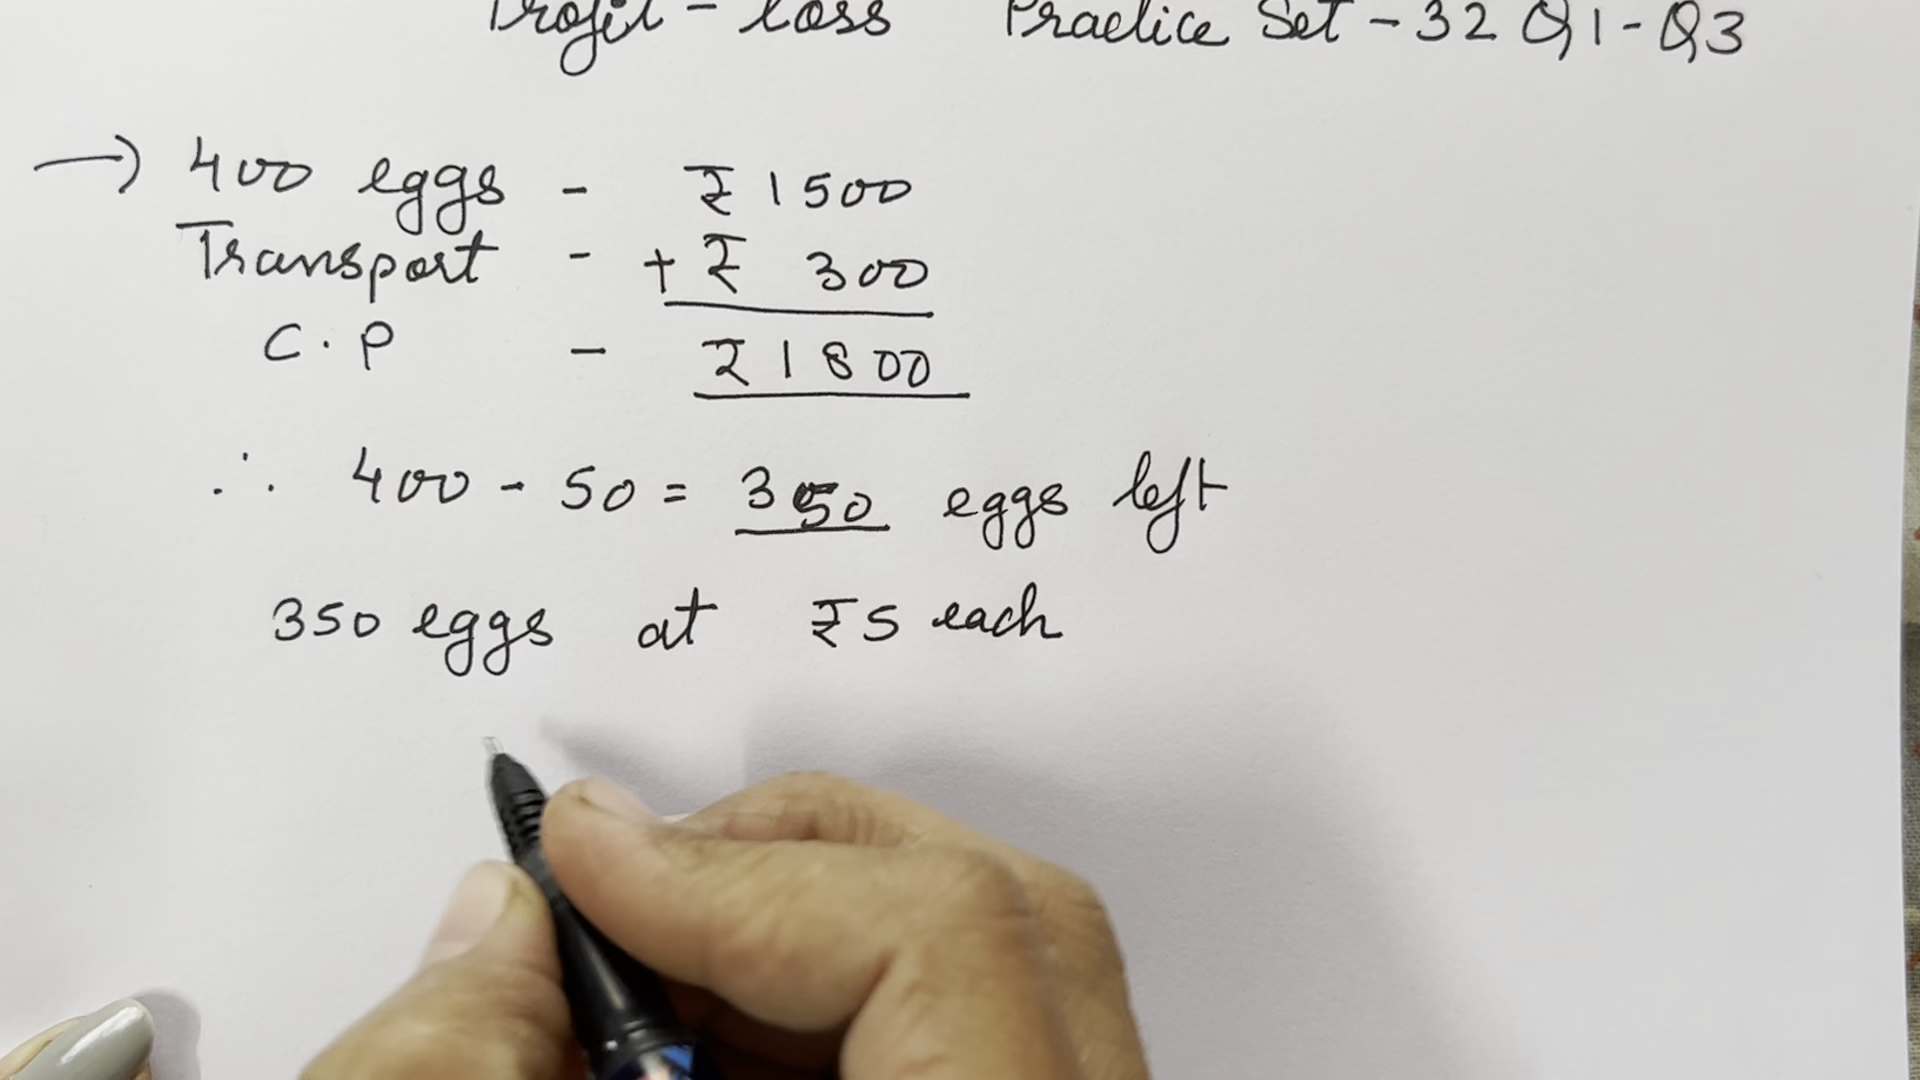 Profit - loss Practice Set - 32 Q1 - Q3
→ 400 eggs - ₹ 1500
Transport - + ₹ 300
C.P - ₹ 1800
∴ 400 - 50 = 350 eggs left
350 eggs at ₹5 each